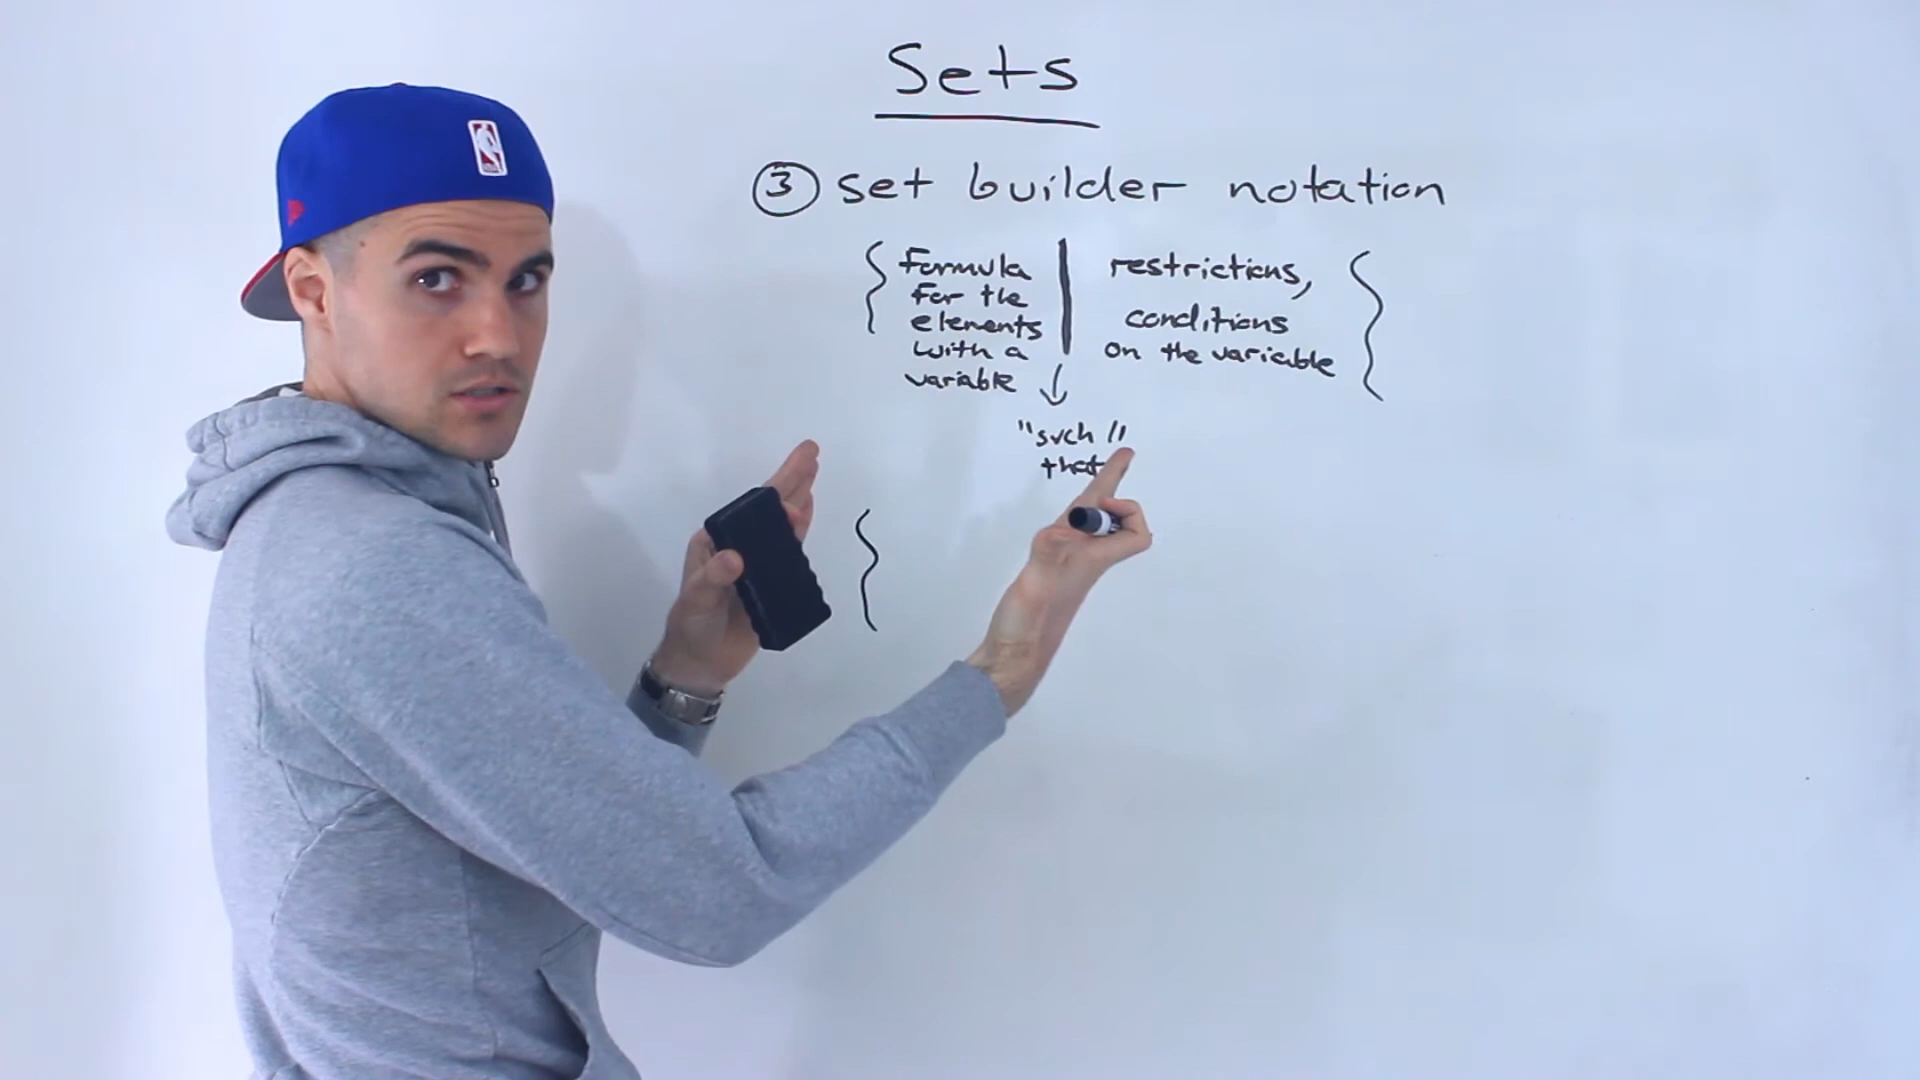 Sets
3 set builder notation
{ formula | restrictions, }
for the
elements conditions
with a on the variable
variable ↓
"such "
that
{